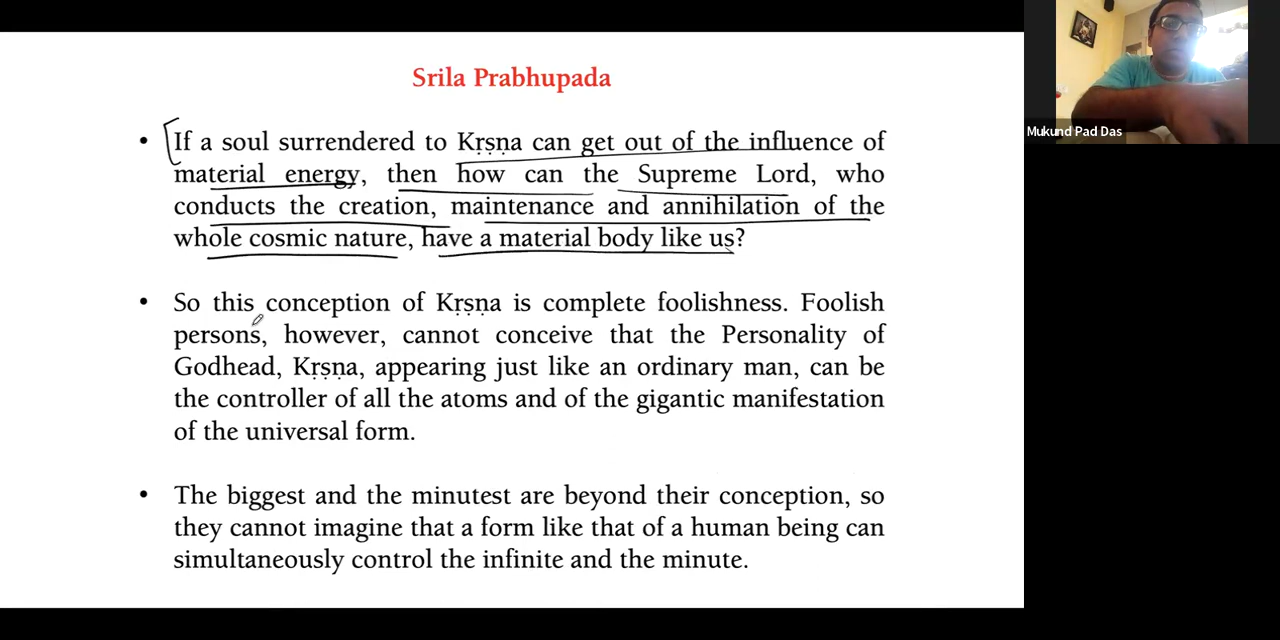 Srila Prabhupada
• If a soul surrendered to Kṛṣṇa can get out of the influence of
material energy, then how can the Supreme Lord, who
conducts the creation, maintenance and annihilation of the
whole cosmic nature, have a material body like us?
• So this conception of Kṛṣṇa is complete foolishness. Foolish
persons, however, cannot conceive that the Personality of
Godhead, Kṛṣṇa, appearing just like an ordinary man, can be
the controller of all the atoms and of the gigantic manifestation
of the universal form.
• The biggest and the minutest are beyond their conception, so
they cannot imagine that a form like that of a human being can
simultaneously control the infinite and the minute.
Mukund Pad Das